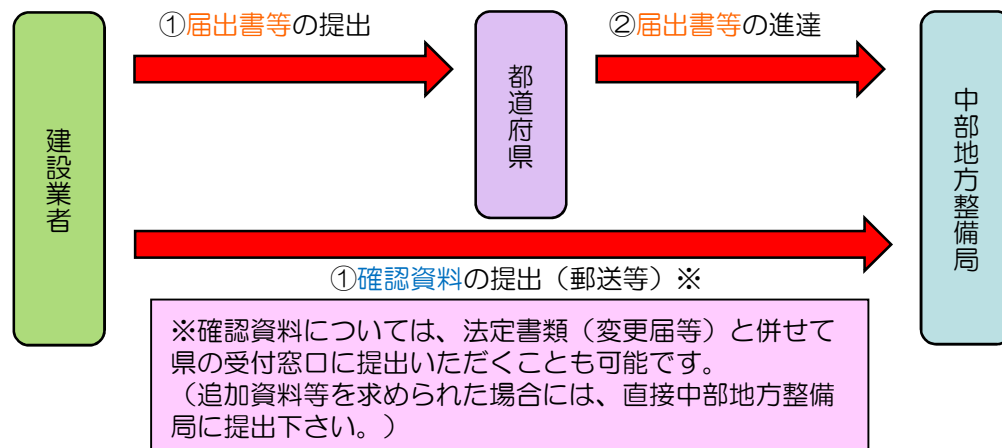 ①届出書等の提出
②届出書等の進達
建設業者
都道府県
中部地方整備局
①確認資料の提出（郵送等）※
※確認資料については、法定書類（変更届等）と併せて
県の受付窓口に提出いただくことも可能です。
（追加資料等を求められた場合には、直接中部地方整備
局に提出下さい。）